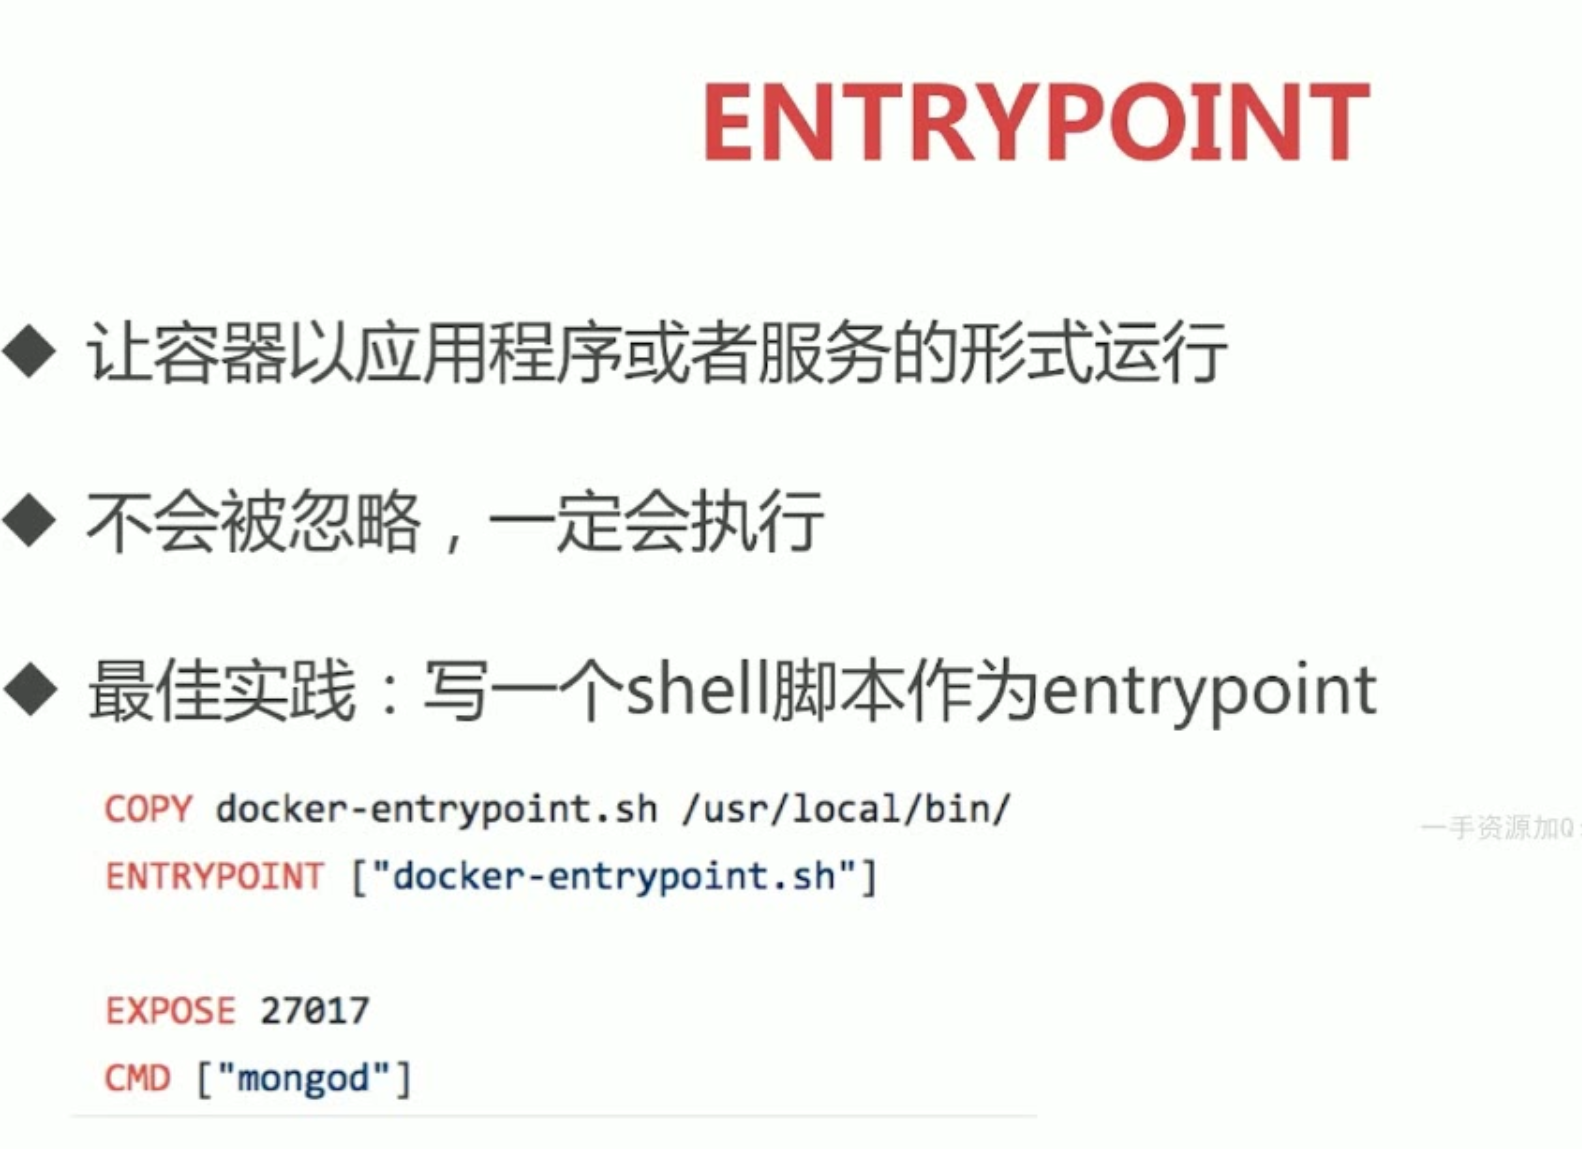 ENTRYPOINT
◆ 让容器以应用程序或者服务的形式运行
◆ 不会被忽略，一定会执行
◆ 最佳实践：写一个shell脚本作为entrypoint
COPY docker-entrypoint.sh /usr/local/bin/
一手资源加Q:
ENTRYPOINT ["docker-entrypoint.sh"]
EXPOSE 27017
CMD ["mongod"]